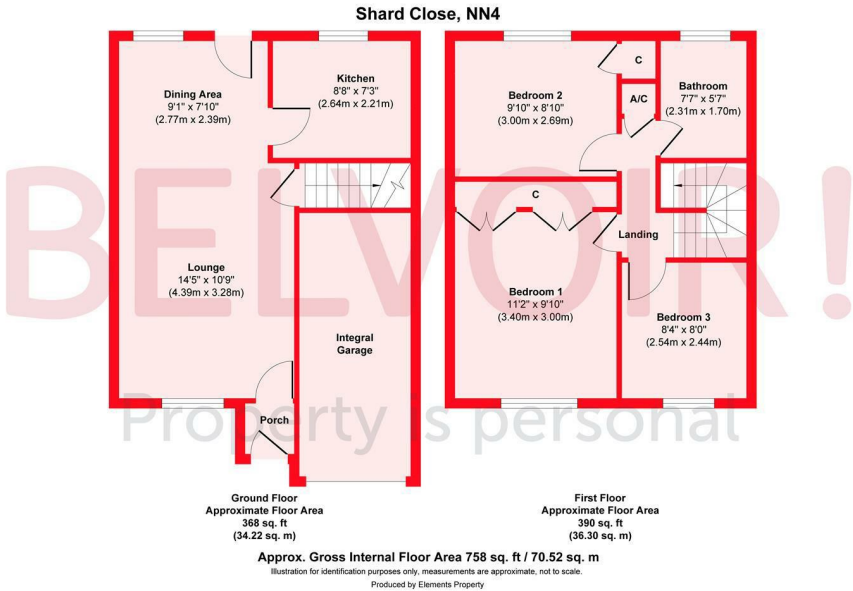 Shard Close, NN4
Dining Area
9'1" x 7'10"
(2.77m x 2.39m)
Kitchen
8'8" x 7'3"
(2.64m x 2.21m)
Lounge
14'5" x 10'9"
(4.39m x 3.28m)
Integral
Garage
Porch
Bedroom 2
9'10" x 8'10"
(3.00m x 2.69m)
C
A/C
Bathroom
7'7" x 5'7"
(2.31m x 1.70m)
C
Landing
Bedroom 1
11'2" x 9'10"
(3.40m x 3.00m)
Bedroom 3
8'4" x 8'0"
(2.54m x 2.44m)
BELVOIR!
Property is personal
Ground Floor
Approximate Floor Area
368 sq. ft
(34.22 sq. m)
First Floor
Approximate Floor Area
390 sq. ft
(36.30 sq. m)
Approx. Gross Internal Floor Area 758 sq. ft / 70.52 sq. m
Illustration for identification purposes only, measurements are approximate, not to scale.
Produced by Elements Property